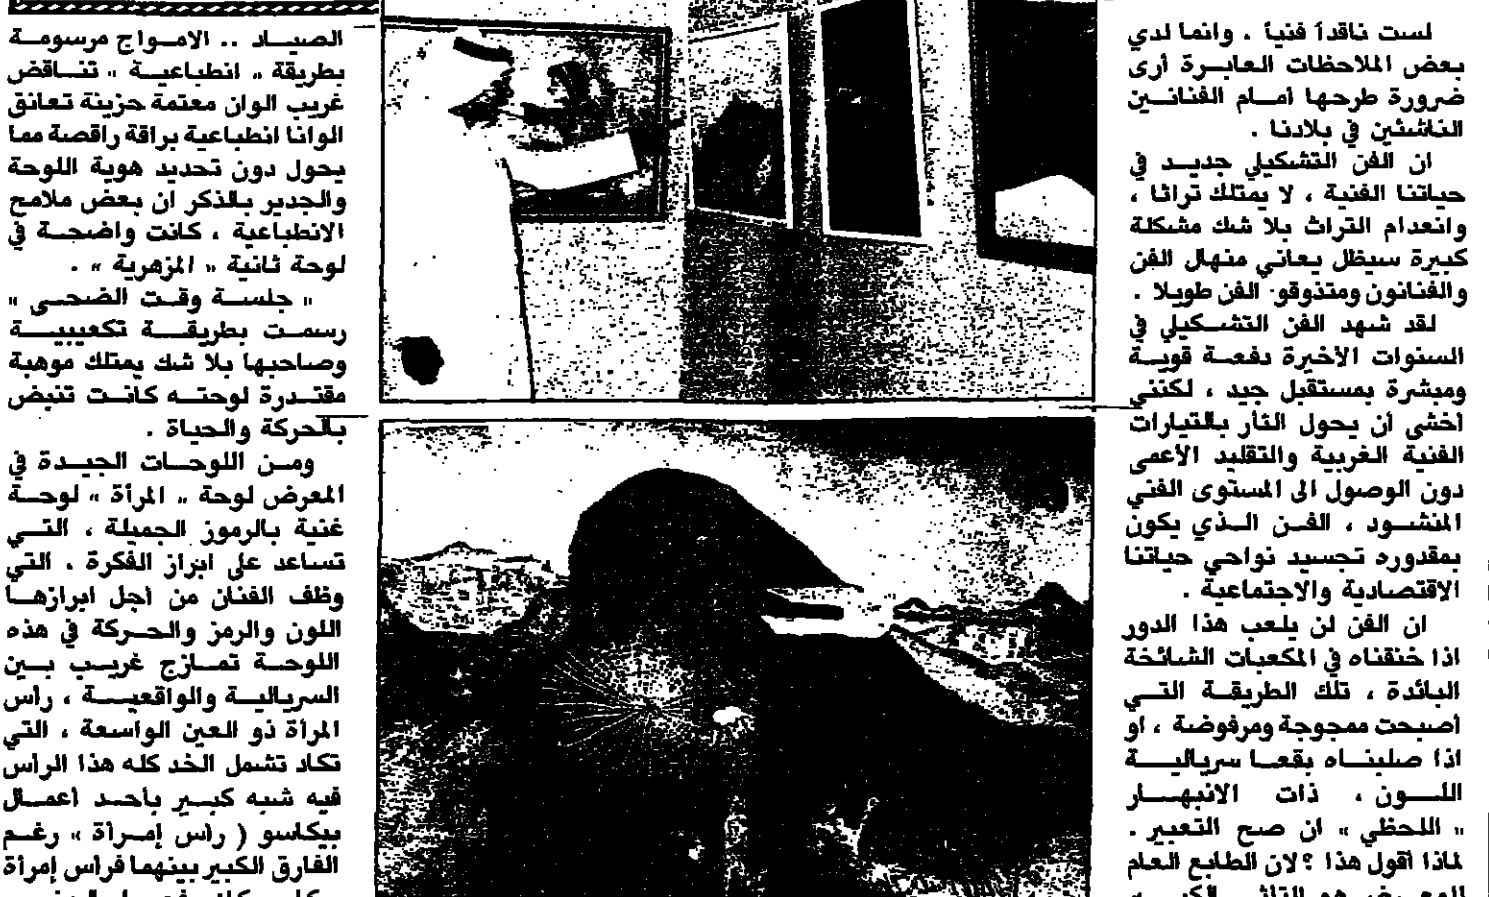 لست ناقداً فنياً . وانما لدي
بعض الملاحظات العابرة أرى
ضرورة طرحها أمام الفنانين
الناشئين في بلادنا .
ان الفن التشكيلي جديد في
حياتنا الفنية ، لا يمتلك تراثا ،
وانعدام التراث بلا شك مشكلة
كبيرة سيظل يعاني منهال الفن
والفنانون ومتذوقو الفن طويلا .
لقد شهد الفن التشكيلي في
السنوات الأخيرة دفعة قوية
ومبشرة بمستقبل جيد ، لكنني
أخشى أن يحول التأر بالتيارات
الفنية الغربية والتقليد الأعمى
دون الوصول الى المستوى الفني
المنشود ، الفن الذي يكون
بمقدوره تجسيد نواحي حياتنا
الاقتصادية والاجتماعية .
ان الفن لن يلعب هذا الدور
اذا خنقناه في المكعبات الشائخة
البائدة ، تلك الطريقة التي
أصبحت ممجوجة ومرفوضة ، أو
اذا صلبناه بقعا سريالية
اللون ، ذات الانبهار
« اللحظي » ان صح التعبير .
لماذا أقول هذا ؟ لان الطابع العام
الصياد .. الامواج مرسومة
بطريقة « انطباعية » تناقض
غريب الوان معتمة حزينة تعانق
الوانا انطباعية براقة راقصة مما
يحول دون تحديد هوية اللوحة
والجدير بالذكر ان بعض ملامح
الانطباعية ، كانت واضحة في
لوحة ثانية « المزهرية » .
« جلسة وقت الضحى »
رسمت بطريقة تكعيبية
وصاحبها بلا شك يمتلك موهبة
مقتدرة لوحته كانت تنبض
بالحركة والحياة .
ومن اللوحات الجيدة في
المعرض لوحة « المرأة » لوحة
غنية بالرموز الجميلة ، التي
تساعد على ابراز الفكرة ، التي
وظف الفنان من أجل ابرازها
اللون والرمز والحركة في هذه
اللوحة تمازج غريب بين
السريالية والواقعية ، رأس
المرأة ذو العين الواسعة ، التي
تكاد تشمل الخد كله هذا الرأس
فيه شبه كبير بأحد أعمال
بيكاسو ( رأس إمرأة » رغم
الفارق الكبير بينهما فرأس إمرأة